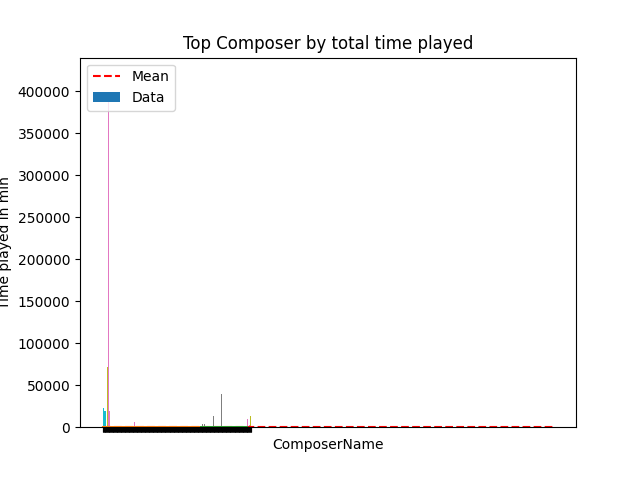 Top Composer by total time played
Mean
Data
400000
350000
300000
250000
200000
150000
100000
50000
0
Time played in min
ComposerName